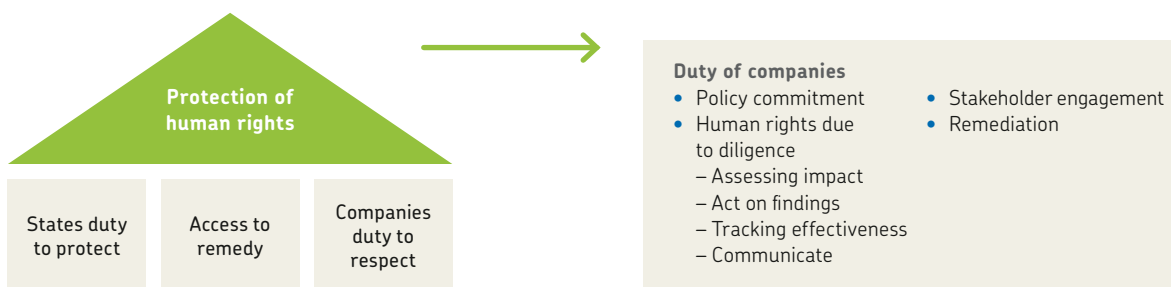 Protection of
human rights
States duty
to protect
Access to
remedy
Companies
duty to
respect
Duty of companies
• Policy commitment
• Human rights due
to diligence
– Assessing impact
– Act on findings
– Tracking effectiveness
– Communicate
• Stakeholder engagement
• Remediation